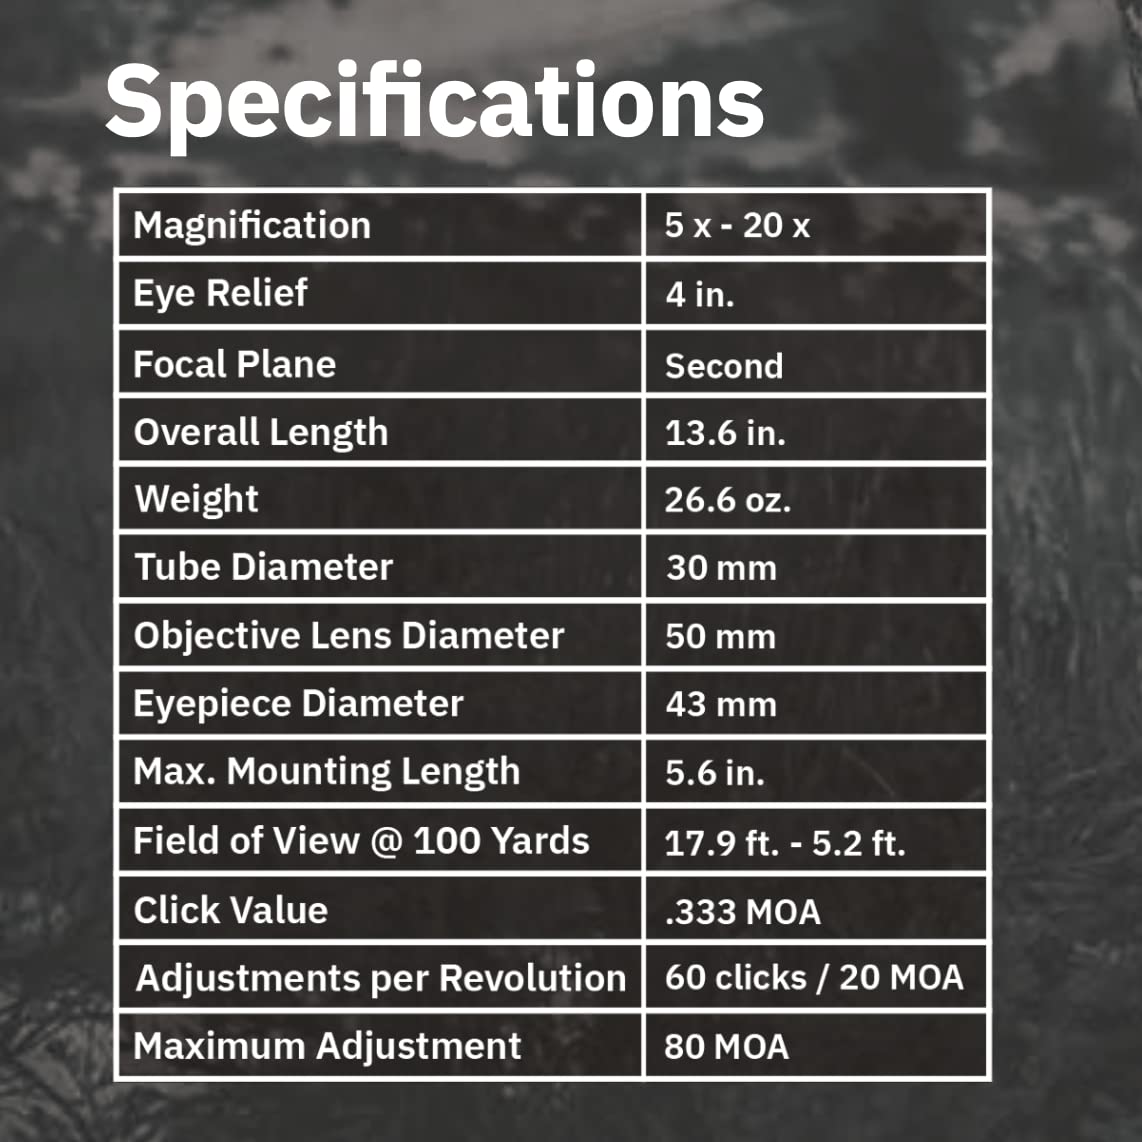 Specifications
Magnification 5 x - 20 x
Eye Relief 4 in.
Focal Plane Second
Overall Length 13.6 in.
Weight 26.6 oz.
Tube Diameter 30 mm
Objective Lens Diameter 50 mm
Eyepiece Diameter 43 mm
Max. Mounting Length 5.6 in.
Field of View @ 100 Yards 17.9 ft. - 5.2 ft.
Click Value .333 MOA
Adjustments per Revolution 60 clicks / 20 MOA
Maximum Adjustment 80 MOA